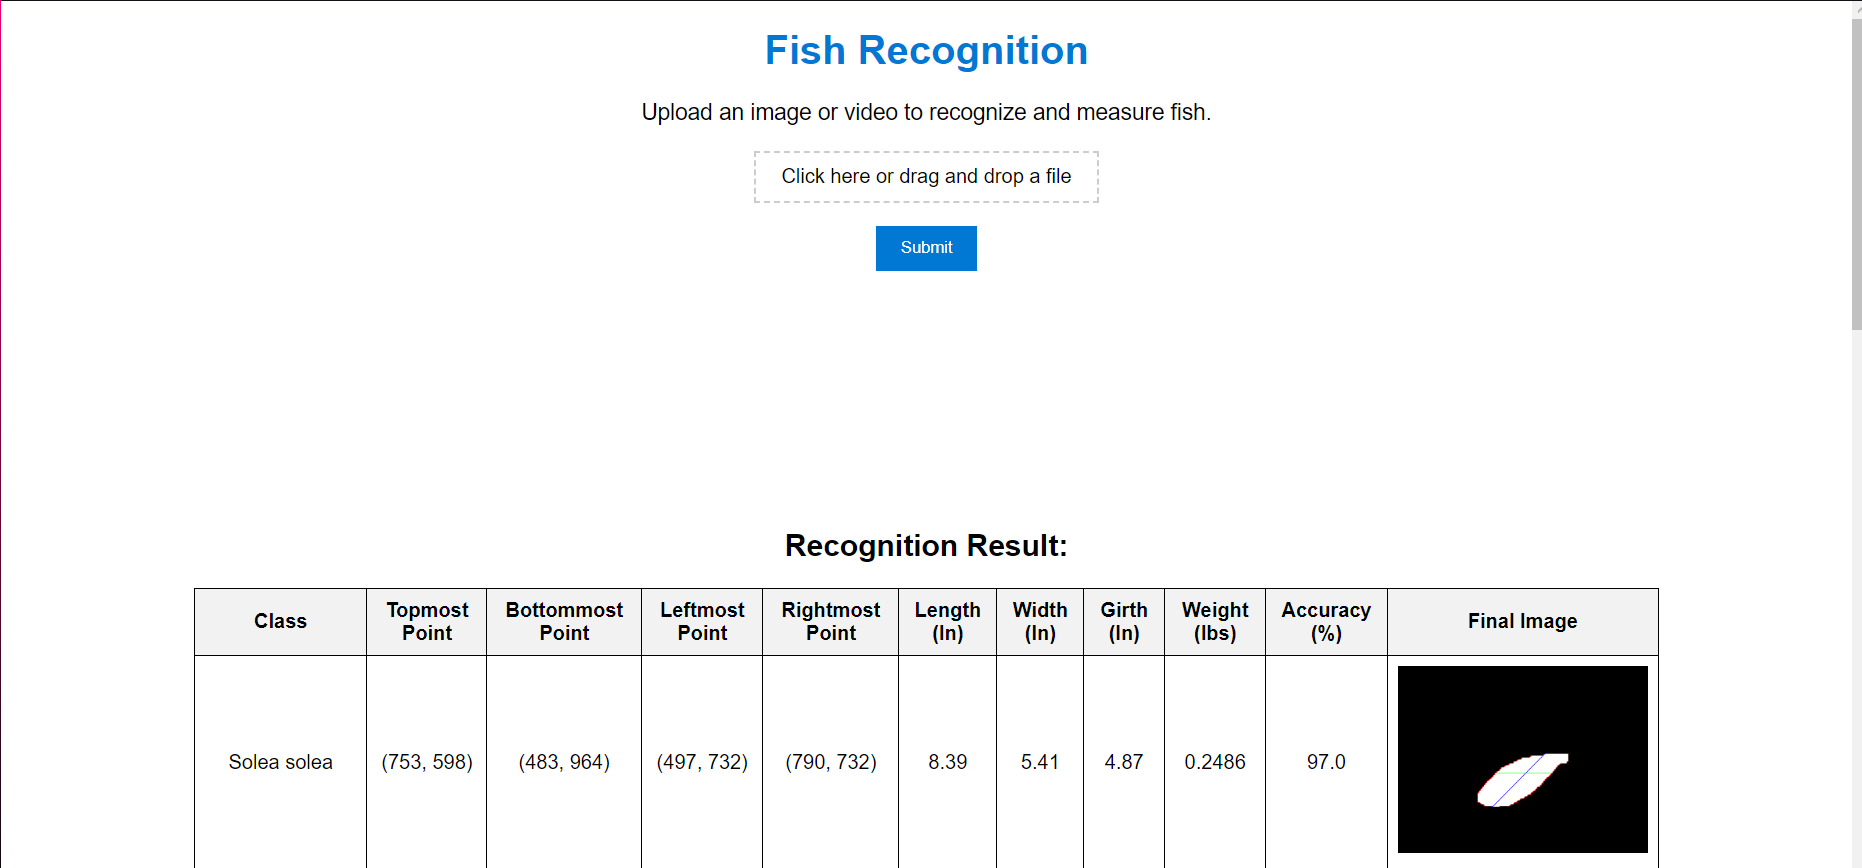 Fish Recognition
Upload an image or video to recognize and measure fish.
Click here or drag and drop a file
Submit
Recognition Result:
Class Topmost Point Bottommost Point Leftmost Point Rightmost Point Length (In) Width (In) Girth (In) Weight (lbs) Accuracy (%) Final Image
Solea solea (753, 598) (483, 964) (497, 732) (790, 732) 8.39 5.41 4.87 0.2486 97.0